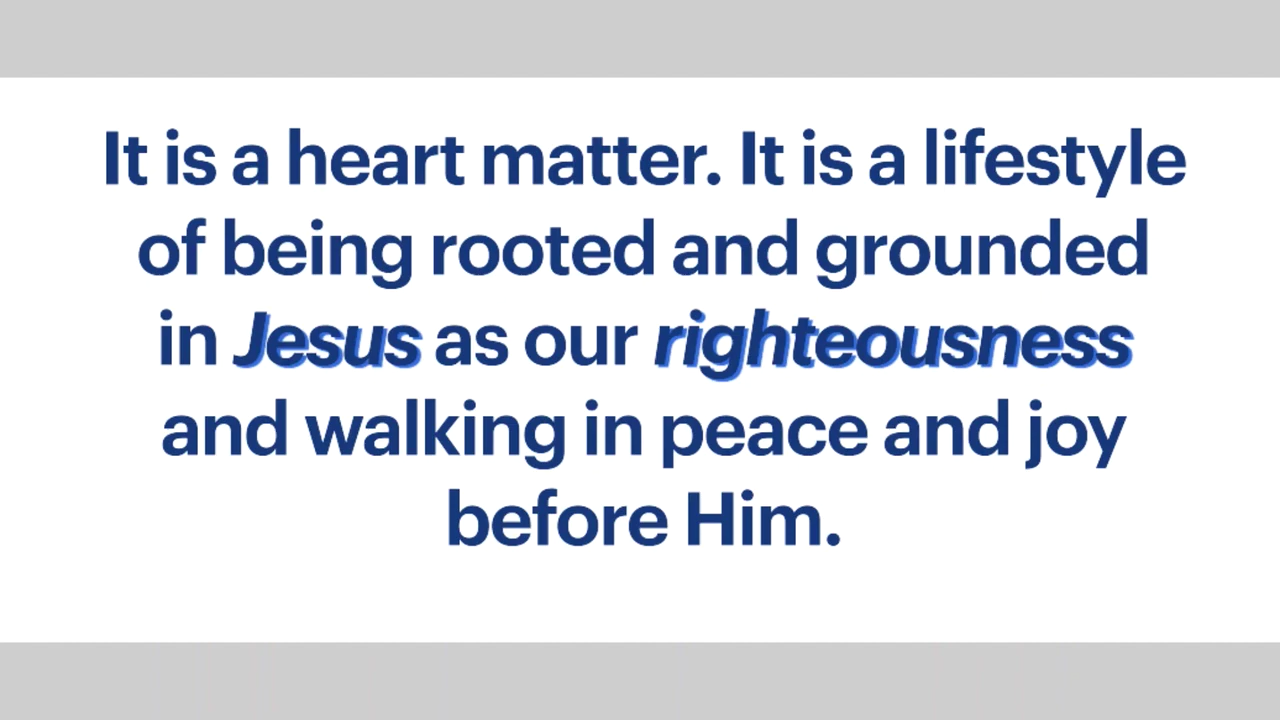 It is a heart matter. It is a lifestyle
of being rooted and grounded
in Jesus as our righteousness
and walking in peace and joy
before Him.